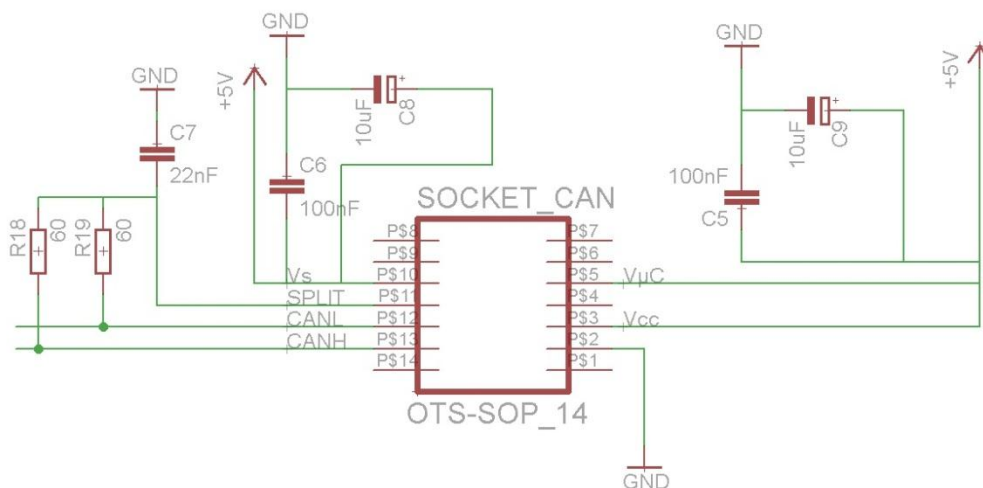 GND
GND
GND
+5V
+5V
C7
22nF
10uF
C8
C6
100nF
10uF
C9
100nF
C5
R18
60
R19
60
SOCKET_CAN
P$8
P$9
P$10
P$11
P$12
P$13
P$14
P$7
P$6
P$5
P$4
P$3
P$2
P$1
Vs
SPLIT
CANL
CANH
VµC
Vcc
OTS-SOP_14
GND